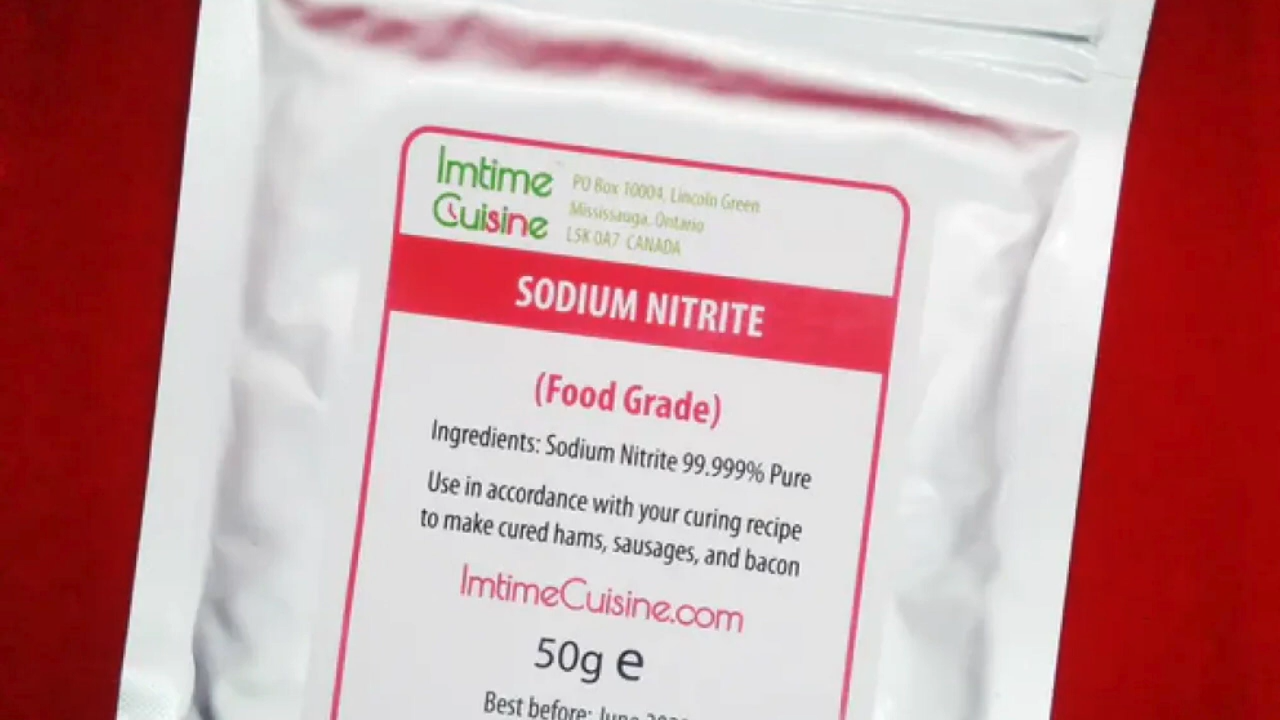 Imtime
Cuisine
PO Box 10004, Lincoln Green
Mississauga, Ontario
L5K 0A7 CANADA
SODIUM NITRITE
(Food Grade)
Ingredients: Sodium Nitrite 99.999% Pure
Use in accordance with your curing recipe
to make cured hams, sausages, and bacon
ImtimeCuisine.com
50g e
Best before: June